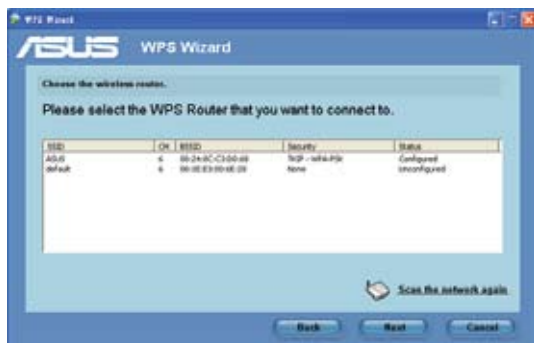 WPS Wizard
ASUS WPS Wizard
Choose the wireless router.
Please select the WPS Router that you want to connect to.
SSID CH BSSID Security Status
ASUS 6 TKIP - WPA-PSK Configured
default 6 None Unconfigured
Scan the network again
Back Next Cancel